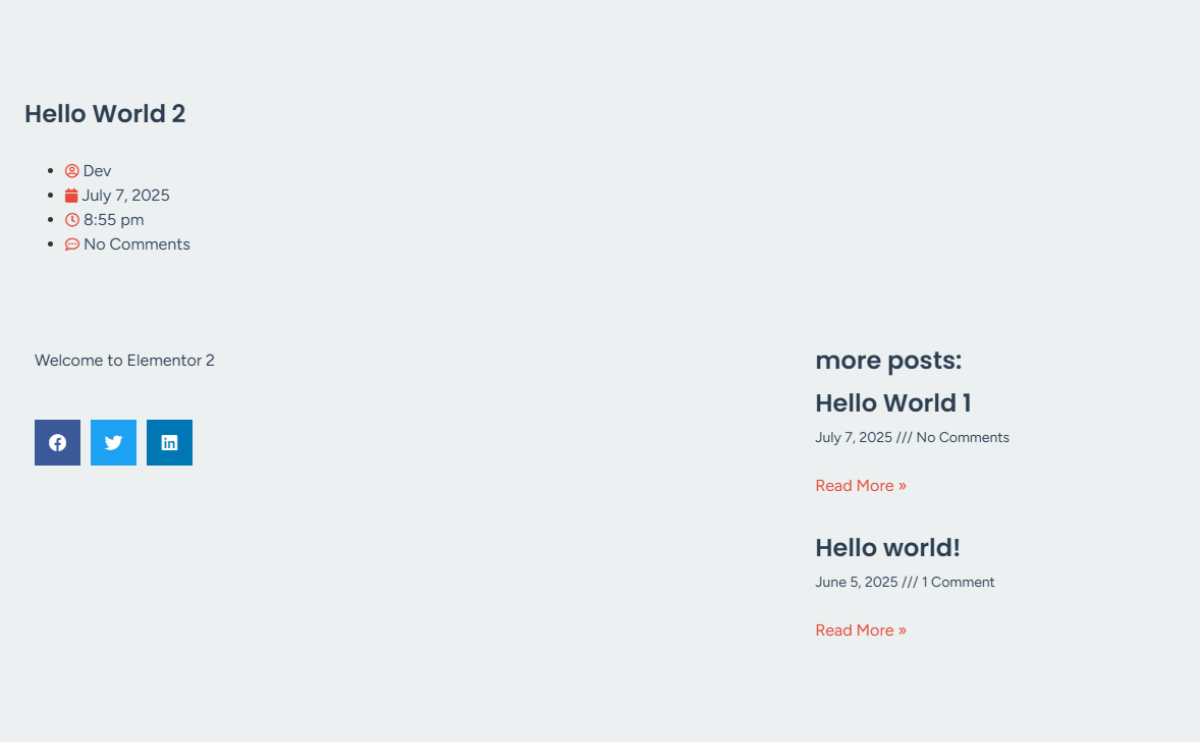 Hello World 2
Dev
July 7, 2025
8:55 pm
No Comments
Welcome to Elementor 2
more posts:
Hello World 1
July 7, 2025 /// No Comments
Read More »
Hello world!
June 5, 2025 /// 1 Comment
Read More »